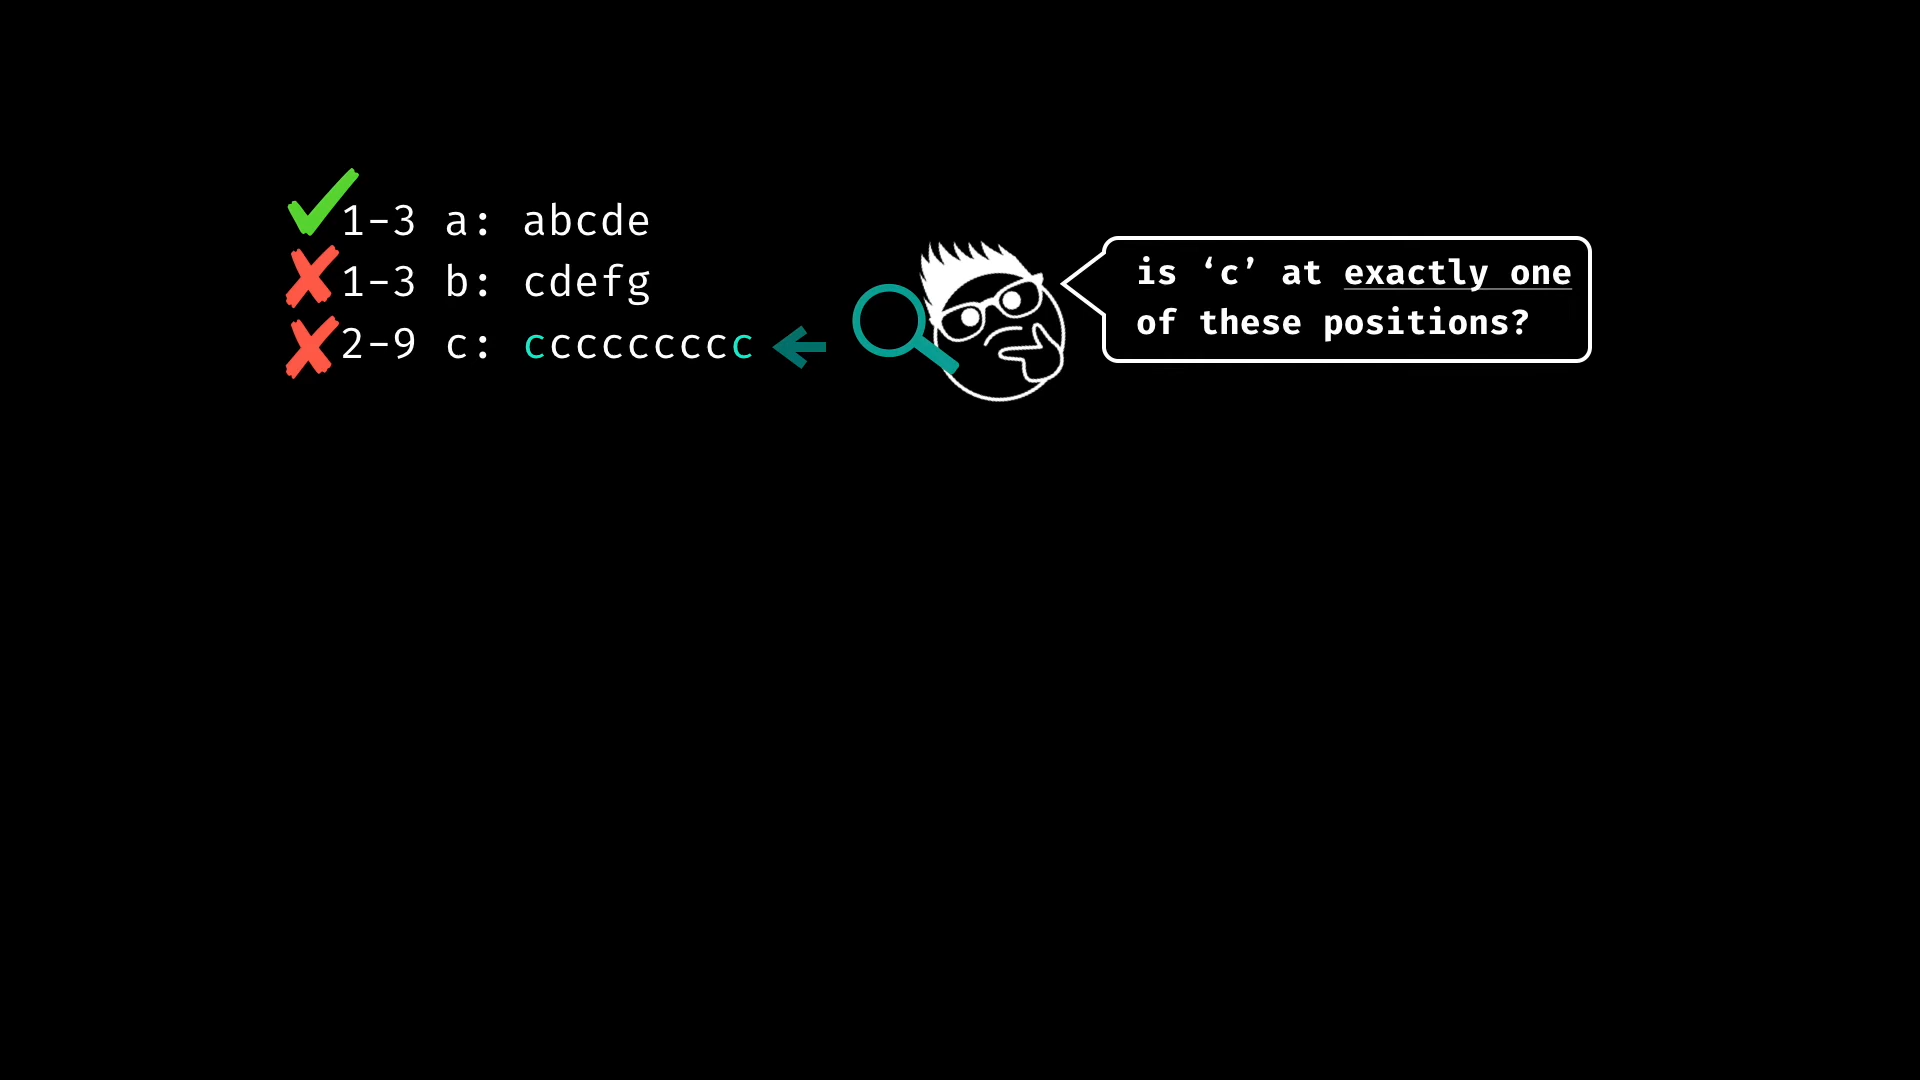 1-3 a: abcde
1-3 b: cdefg
2-9 c: ccccccccc
is ‘c’ at exactly one
of these positions?